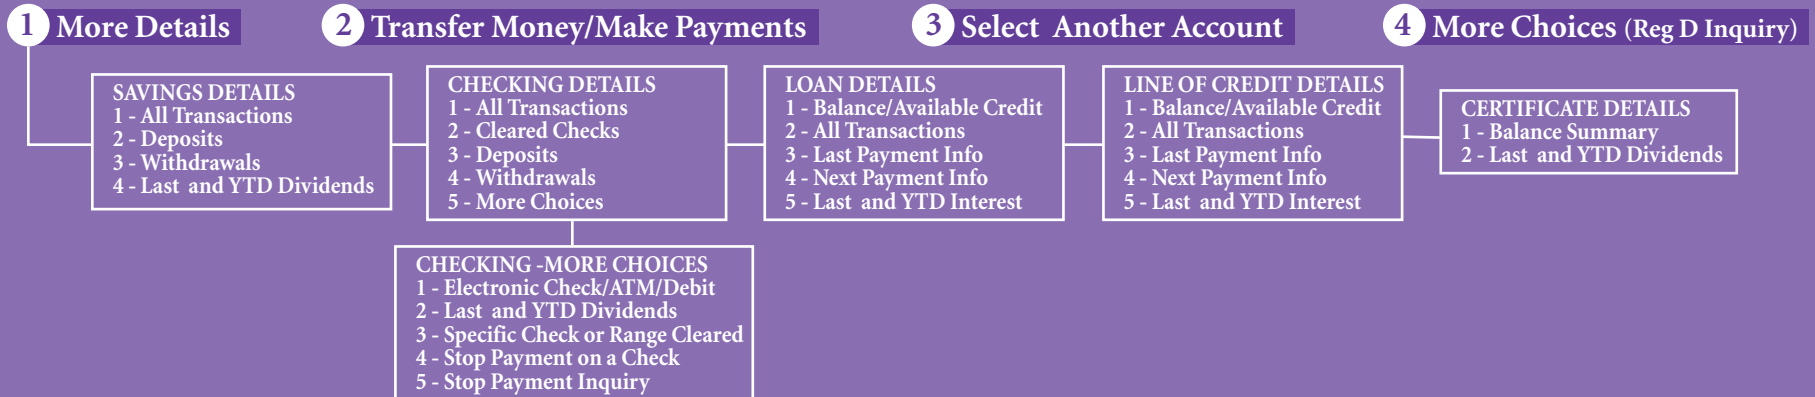 1 More Details
2 Transfer Money/Make Payments
3 Select Another Account
4 More Choices (Reg D Inquiry)
SAVINGS DETAILS
1 - All Transactions
2 - Deposits
3 - Withdrawals
4 - Last and YTD Dividends
CHECKING DETAILS
1 - All Transactions
2 - Cleared Checks
3 - Deposits
4 - Withdrawals
5 - More Choices
LOAN DETAILS
1 - Balance/Available Credit
2 - All Transactions
3 - Last Payment Info
4 - Next Payment Info
5 - Last and YTD Interest
LINE OF CREDIT DETAILS
1 - Balance/Available Credit
2 - All Transactions
3 - Last Payment Info
4 - Next Payment Info
5 - Last and YTD Interest
CERTIFICATE DETAILS
1 - Balance Summary
2 - Last and YTD Dividends
CHECKING -MORE CHOICES
1 - Electronic Check/ATM/Debit
2 - Last and YTD Dividends
3 - Specific Check or Range Cleared
4 - Stop Payment on a Check
5 - Stop Payment Inquiry